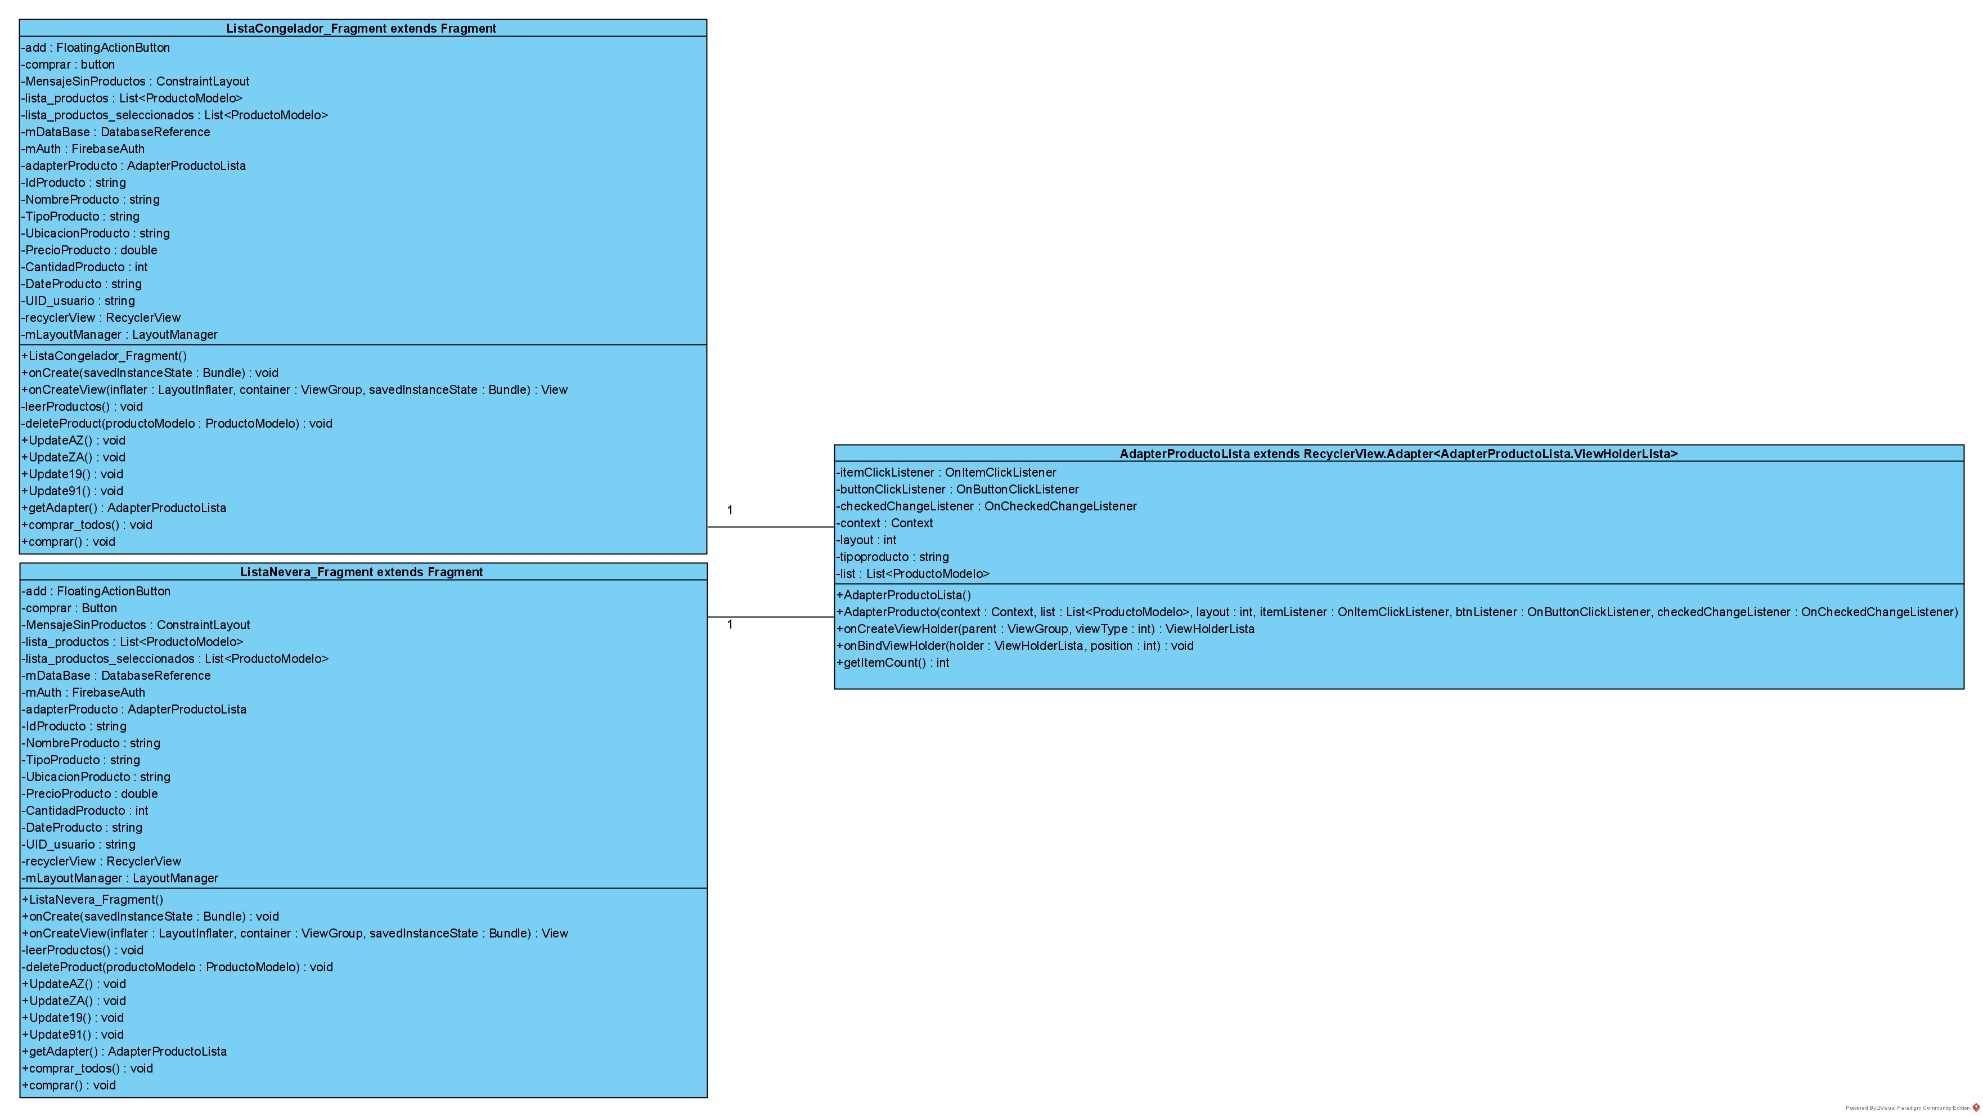 ListaCongelador_Fragment extends Fragment
-add : FloatingActionButton
-comprar : button
-MensajeSinProductos : ConstraintLayout
-lista_productos : List<ProductoModelo>
-lista_productos_seleccionados : List<ProductoModelo>
-mDataBase : DatabaseReference
-mAuth : FirebaseAuth
-adapterProducto : AdapterProductoLista
-IdProducto : string
-NombreProducto : string
-TipoProducto : string
-UbicacionProducto : string
-PrecioProducto : double
-CantidadProducto : int
-DateProducto : string
-UID_usuario : string
-recyclerView : RecyclerView
-mLayoutManager : LayoutManager
+ListaCongelador_Fragment()
+onCreate(savedInstanceState : Bundle) : void
+onCreateView(inflater : LayoutInflater, container : ViewGroup, savedInstanceState : Bundle) : View
-leerProductos() : void
-deleteProduct(productoModelo : ProductoModelo) : void
+UpdateAZ() : void
+UpdateZA() : void
+Update19() : void
+Update91() : void
+getAdapter() : AdapterProductoLista
+comprar_todos() : void
+comprar() : void
1
ListaNevera_Fragment extends Fragment
-add : FloatingActionButton
-comprar : Button
-MensajeSinProductos : ConstraintLayout
-lista_productos : List<ProductoModelo>
-lista_productos_seleccionados : List<ProductoModelo>
-mDataBase : DatabaseReference
-mAuth : FirebaseAuth
-adapterProducto : AdapterProductoLista
-IdProducto : string
-NombreProducto : string
-TipoProducto : string
-UbicacionProducto : string
-PrecioProducto : double
-CantidadProducto : int
-DateProducto : string
-UID_usuario : string
-recyclerView : RecyclerView
-mLayoutManager : LayoutManager
+ListaNevera_Fragment()
+onCreate(savedInstanceState : Bundle) : void
+onCreateView(inflater : LayoutInflater, container : ViewGroup, savedInstanceState : Bundle) : View
-leerProductos() : void
-deleteProduct(productoModelo : ProductoModelo) : void
+UpdateAZ() : void
+UpdateZA() : void
+Update19() : void
+Update91() : void
+getAdapter() : AdapterProductoLista
+comprar_todos() : void
+comprar() : void
1
AdapterProductoLista extends RecyclerView.Adapter<AdapterProductoLista.ViewHolderLista>
-itemClickListener : OnItemClickListener
-buttonClickListener : OnButtonClickListener
-checkedChangeListener : OnCheckedChangeListener
-context : Context
-layout : int
-tipoproducto : string
-list : List<ProductoModelo>
+AdapterProductoLista()
+AdapterProducto(context : Context, list : List<ProductoModelo>, layout : int, itemListener : OnItemClickListener, btnListener : OnButtonClickListener, checkedChangeListener : OnCheckedChangeListener)
+onCreateViewHolder(parent : ViewGroup, viewType : int) : ViewHolderLista
+onBindViewHolder(holder : ViewHolderLista, position : int) : void
+getItemCount() : int
Powered By Visual Paradigm Community Edition